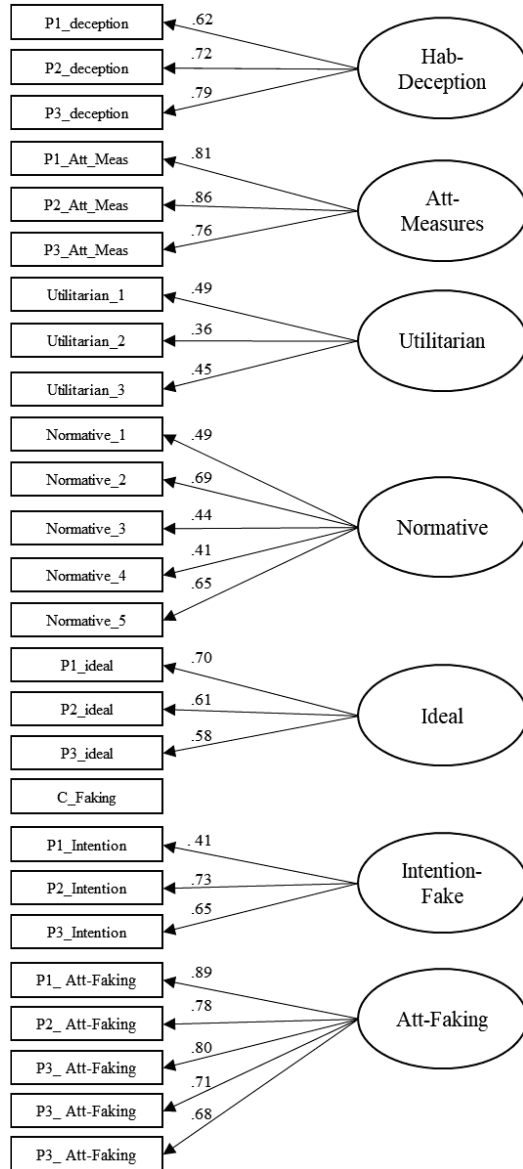 P1_deception
.62
P2_deception
.72
P3_deception
.79
Hab-
Deception
P1_Att_Meas
.81
P2_Att_Meas
.86
P3_Att_Meas
.76
Att-
Measures
Utilitarian_1
.49
Utilitarian_2
.36
Utilitarian_3
.45
Utilitarian
Normative_1
.49
Normative_2
.69
Normative_3
.44
Normative_4
.41
Normative_5
.65
Normative
P1_ideal
.70
P2_ideal
.61
P3_ideal
.58
Ideal
C_Faking
P1_Intention
. 41
P2_Intention
.73
P3_Intention
.65
Intention-
Fake
P1_ Att-Faking
.89
P2_ Att-Faking
.78
P3_ Att-Faking
.80
P3_ Att-Faking
.71
P3_ Att-Faking
.68
Att-Faking